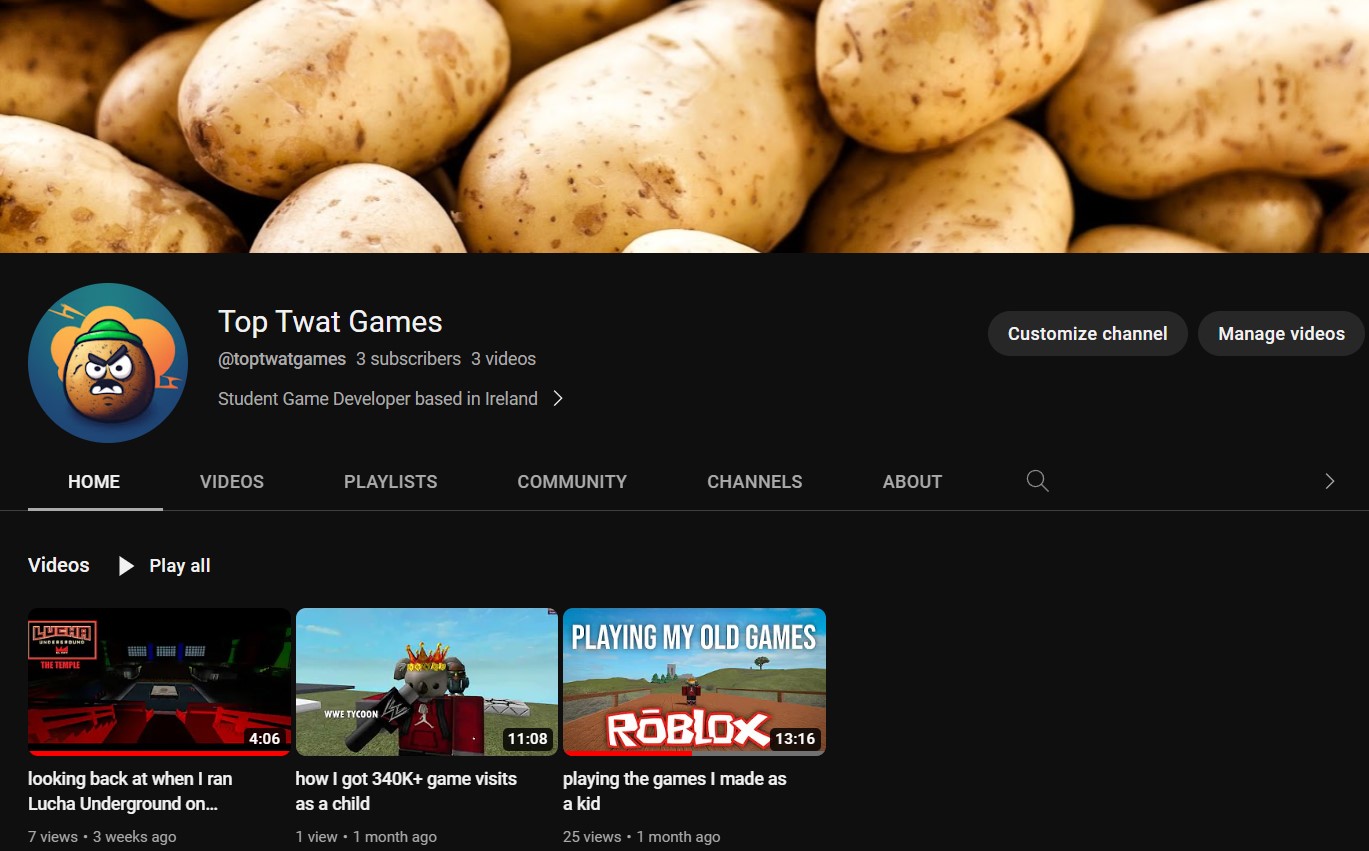 Top Twat Games
@toptwatgames 3 subscribers 3 videos
Student Game Developer based in Ireland
Customize channel
Manage videos
HOME
VIDEOS
PLAYLISTS
COMMUNITY
CHANNELS
ABOUT
Videos
Play all
LUCHA
UNDERGROUND
THE TEMPLE
4:06
looking back at when I ran
Lucha Underground on...
7 views • 3 weeks ago
WWE TYCOON
11:08
how I got 340K+ game visits
as a child
1 view • 1 month ago
PLAYING MY OLD GAMES
RŌBLOX
13:16
playing the games I made as
a kid
25 views • 1 month ago